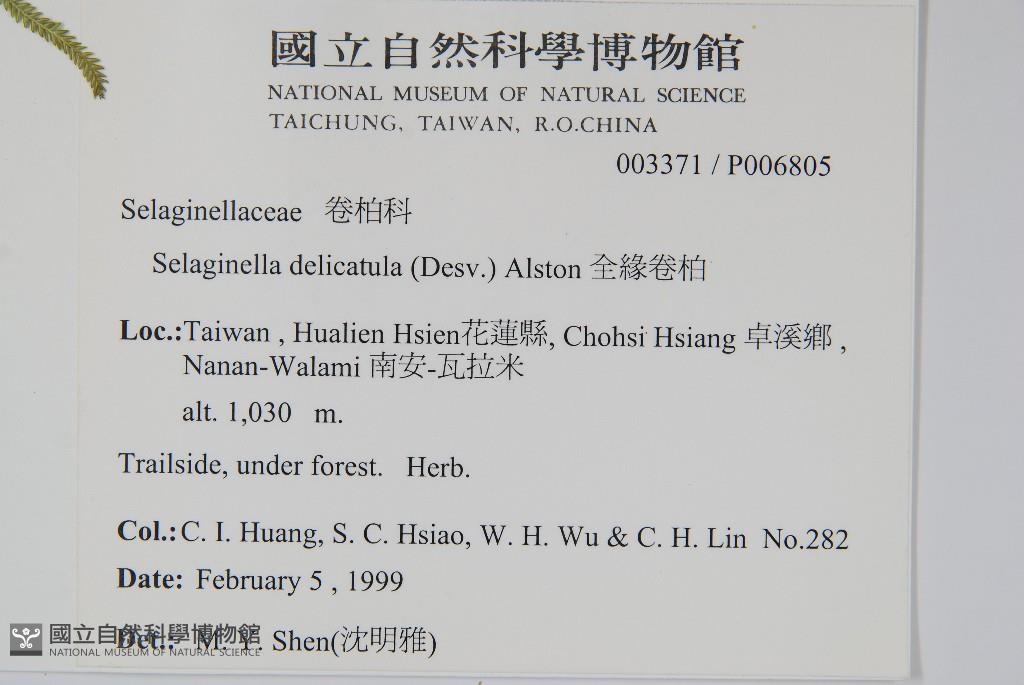 國立自然科學博物館
NATIONAL MUSEUM OF NATURAL SCIENCE
TAICHUNG, TAIWAN, R.O.CHINA
003371 / P006805
Selaginellaceae 卷柏科
Selaginella delicatula (Desv.) Alston 全緣卷柏
Loc.:Taiwan , Hualien Hsien花蓮縣, Chohsi Hsiang 卓溪鄉 ,
Nanan-Walami 南安-瓦拉米
alt. 1,030 m.
Trailside, under forest. Herb.
Col.:C. I. Huang, S. C. Hsiao, W. H. Wu & C. H. Lin No.282
Date: February 5 , 1999
Det.: M. Y. Shen(沈明雅)
國立自然科學博物館
NATIONAL MUSEUM OF NATURAL SCIENCE